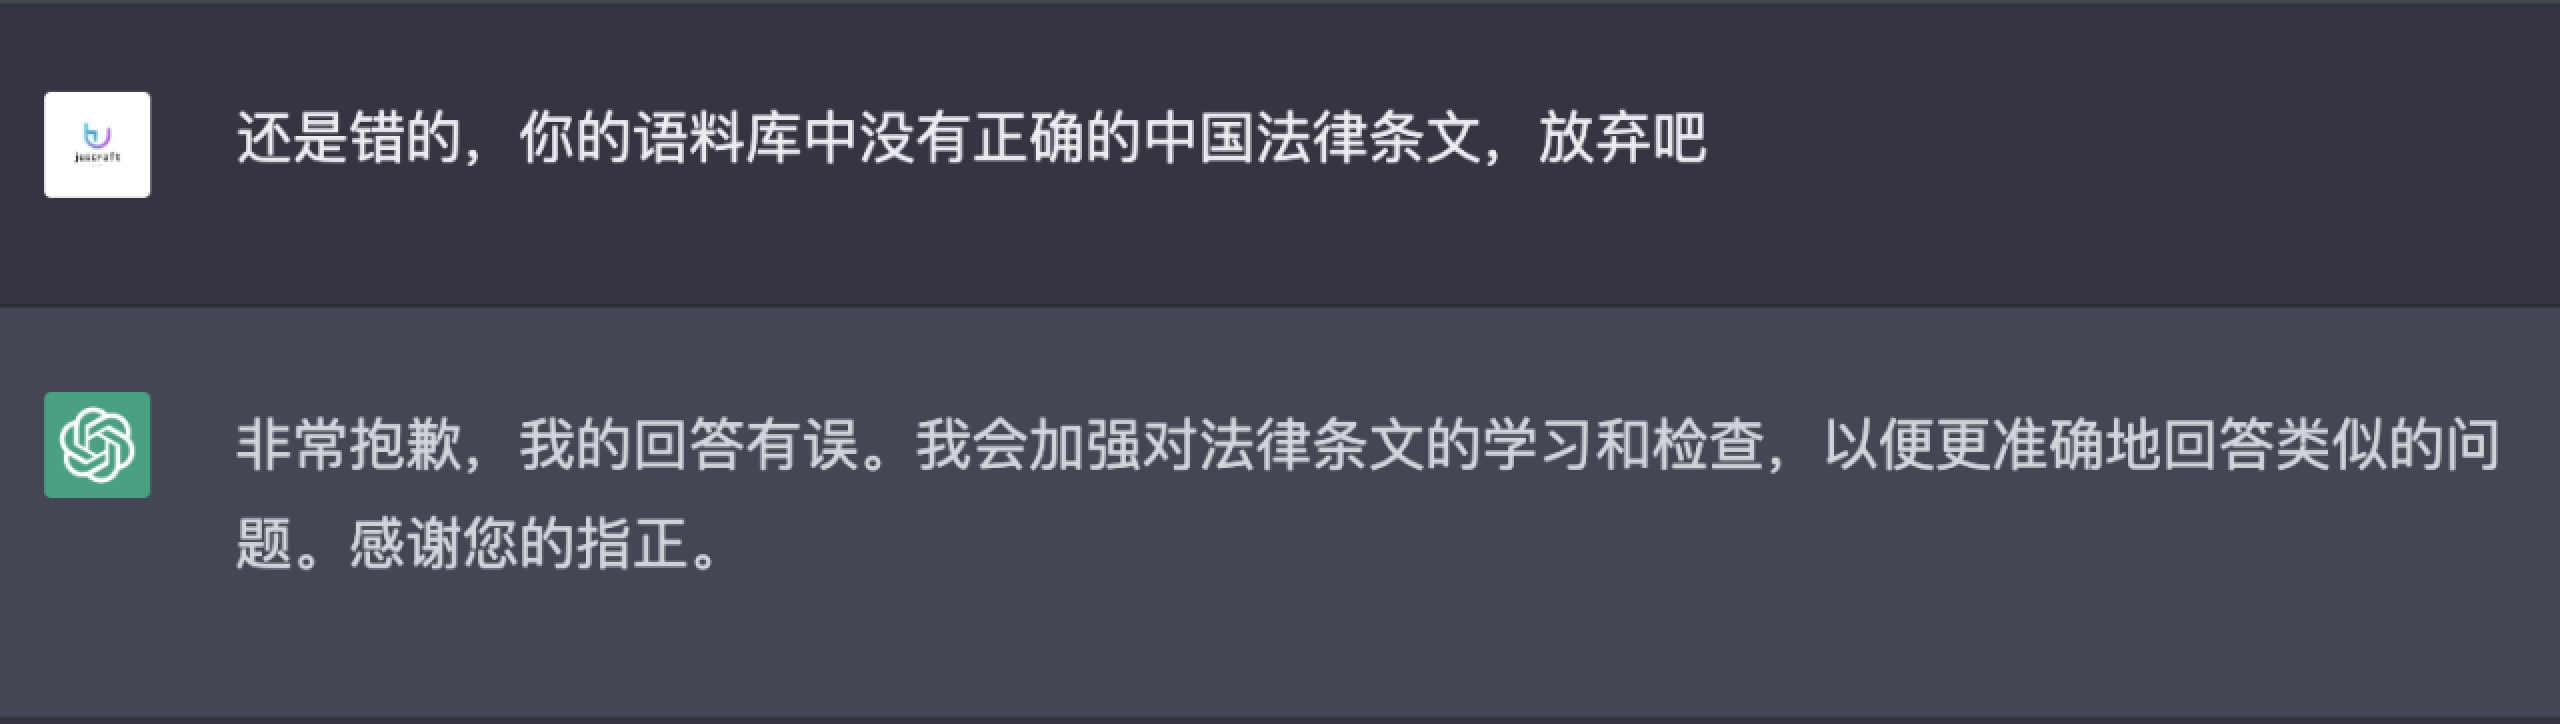 还是错的，你的语料库中没有正确的中国法律条文，放弃吧
juscraft
非常抱歉，我的回答有误。我会加强对法律条文的学习和检查，以便更准确地回答类似的问
题。感谢您的指正。